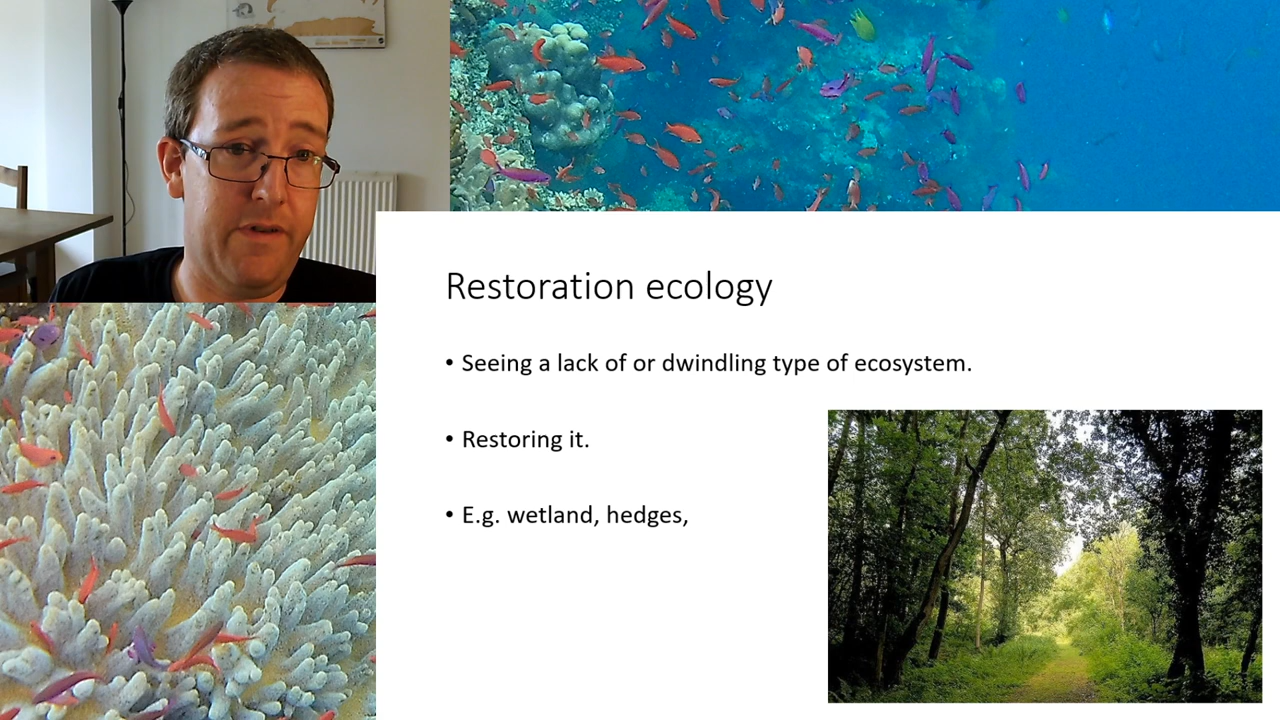 Restoration ecology
• Seeing a lack of or dwindling type of ecosystem.
• Restoring it.
• E.g. wetland, hedges,